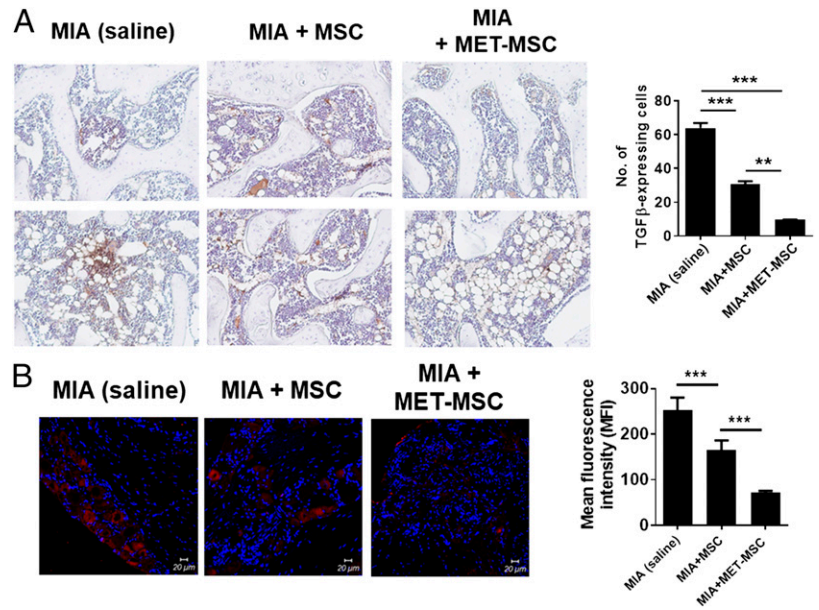 A
MIA (saline)
MIA + MSC
MIA
+ MET-MSC
***
***
**
80
60
40
20
0
No. of
TGFβ-expressing cells
MIA (saline)
MIA+MSC
MIA+MET-MSC
B
MIA (saline)
MIA + MSC
MIA +
MET-MSC
20 µm
20 µm
20 µm
***
***
300
200
100
0
Mean fluorescence
intensity (MFI)
MIA (saline)
MIA+MSC
MIA+MET-MSC